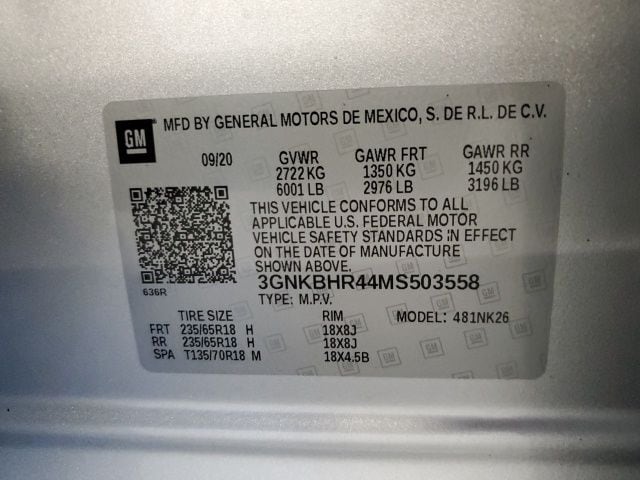 GM
MFD BY GENERAL MOTORS DE MEXICO, S. DE R.L. DE C.V.
09/20 GVWR GAWR FRT GAWR RR
2722 KG 1350 KG 1450 KG
6001 LB 2976 LB 3196 LB
THIS VEHICLE CONFORMS TO ALL
APPLICABLE U.S. FEDERAL MOTOR
VEHICLE SAFETY STANDARDS IN EFFECT
ON THE DATE OF MANUFACTURE
SHOWN ABOVE.
636R
3GNKBHR44MS503558
TYPE: M.P.V.
TIRE SIZE RIM MODEL: 481NK26
FRT 235/65R18 H 18X8J
RR 235/65R18 H 18X8J
SPA T135/70R18 M 18X4.5B